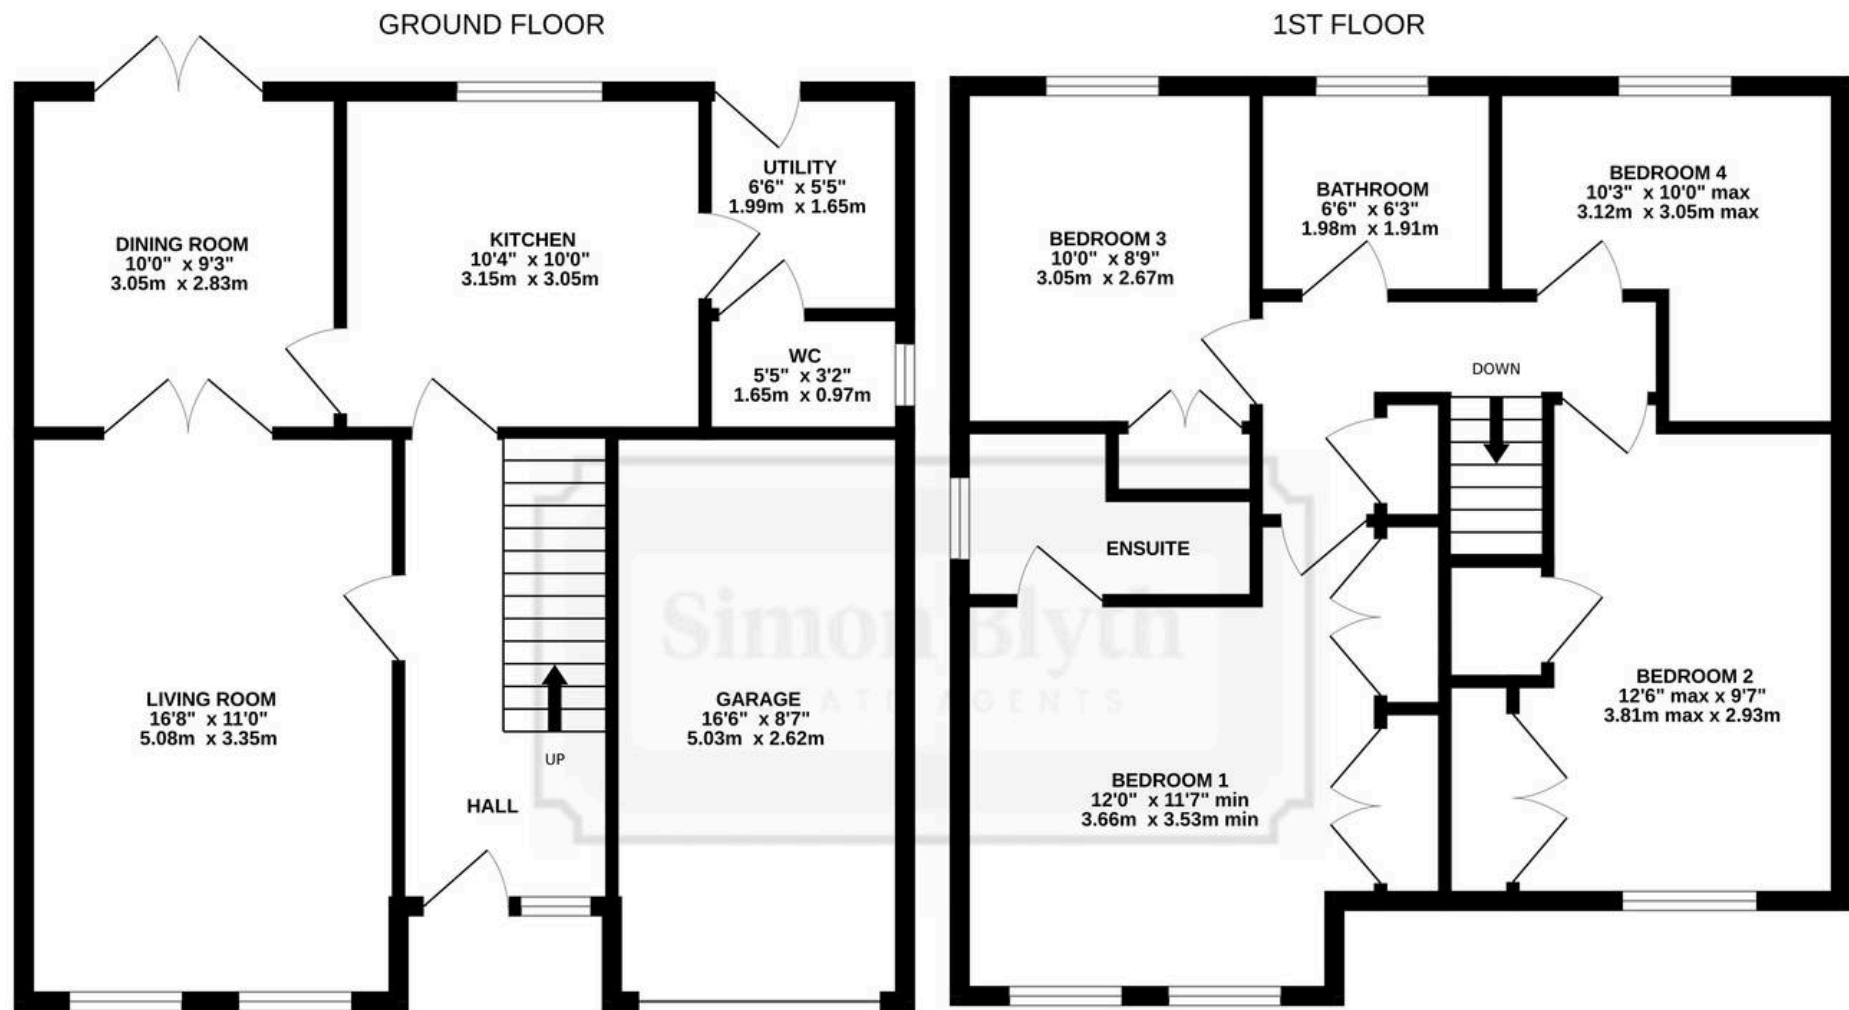 GROUND FLOOR
1ST FLOOR
DINING ROOM
10'0" x 9'3"
3.05m x 2.83m
KITCHEN
10'4" x 10'0"
3.15m x 3.05m
UTILITY
6'6" x 5'5"
1.99m x 1.65m
WC
5'5" x 3'2"
1.65m x 0.97m
LIVING ROOM
16'8" x 11'0"
5.08m x 3.35m
UP
HALL
GARAGE
16'6" x 8'7"
5.03m x 2.62m
BEDROOM 3
10'0" x 8'9"
3.05m x 2.67m
BATHROOM
6'6" x 6'3"
1.98m x 1.91m
BEDROOM 4
10'3" x 10'0" max
3.12m x 3.05m max
DOWN
ENSUITE
BEDROOM 1
12'0" x 11'7" min
3.66m x 3.53m min
BEDROOM 2
12'6" max x 9'7"
3.81m max x 2.93m
Simon Blyth
ESTATE AGENTS